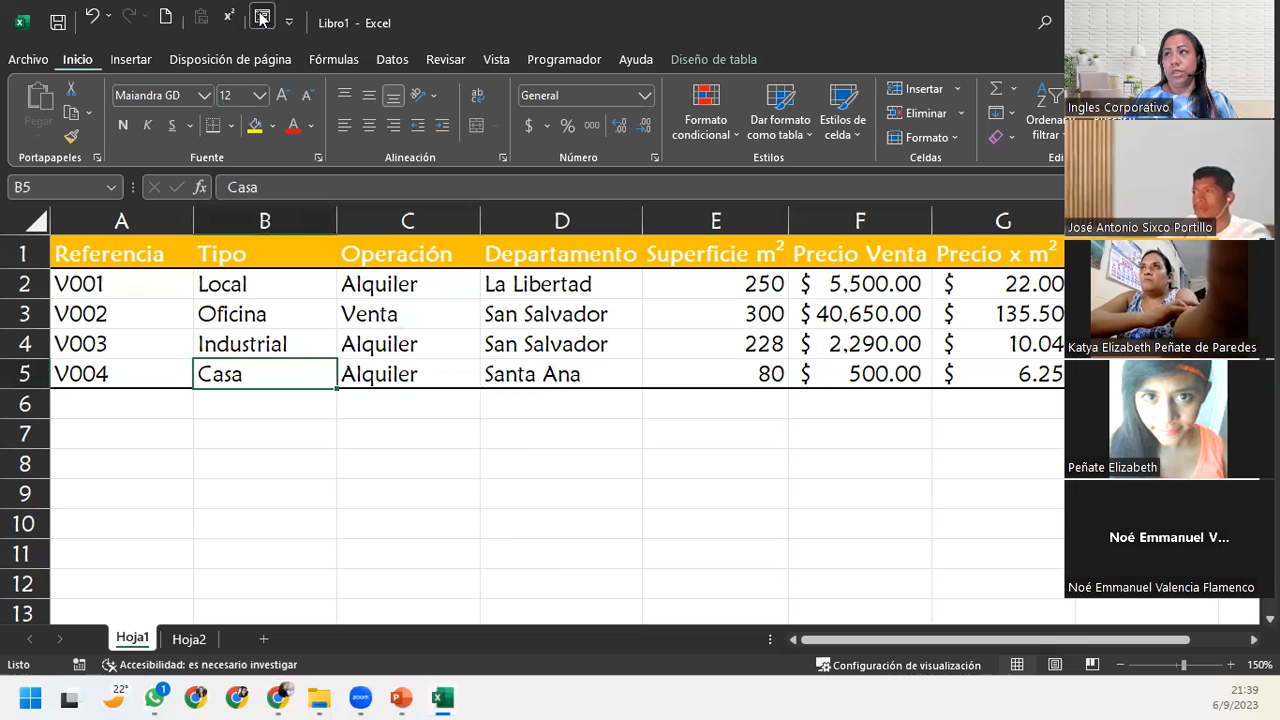 x²
Libro1 - Excel
Archivo Inicio Insertar Disposición de página Fórmulas Vista Programador Ayuda Diseño de tabla
Pegar
Maiandra GD 12
N K S
ab
General
$ % 000
Formato condicional
Dar formato como tabla
Estilos de celda
Insertar
Eliminar
Formato
Portapapeles Fuente Alineación Número Estilos Celdas
B5 fx Casa
A B C D E F G
1 Referencia Tipo Operación Departamento Superficie m² Precio Venta Precio x m²
2 V001 Local Alquiler La Libertad 250 $ 5,500.00 $ 22.00
3 V002 Oficina Venta San Salvador 300 $ 40,650.00 $ 135.50
4 V003 Industrial Alquiler San Salvador 228 $ 2,290.00 $ 10.04
5 V004 Casa Alquiler Santa Ana 80 $ 500.00 $ 6.25
6
7
8
9
10
11
12
13
Hoja1 Hoja2
Listo Accesibilidad: es necesario investigar Configuración de visualización 150%
22° 1 zoom
21:39
6/9/2023
Ingles Corporativo
José Antonio Sixco Portillo
Katya Elizabeth Peñate de Paredes
Peñate Elizabeth
Noé Emmanuel V...
Noé Emmanuel Valencia Flamenco